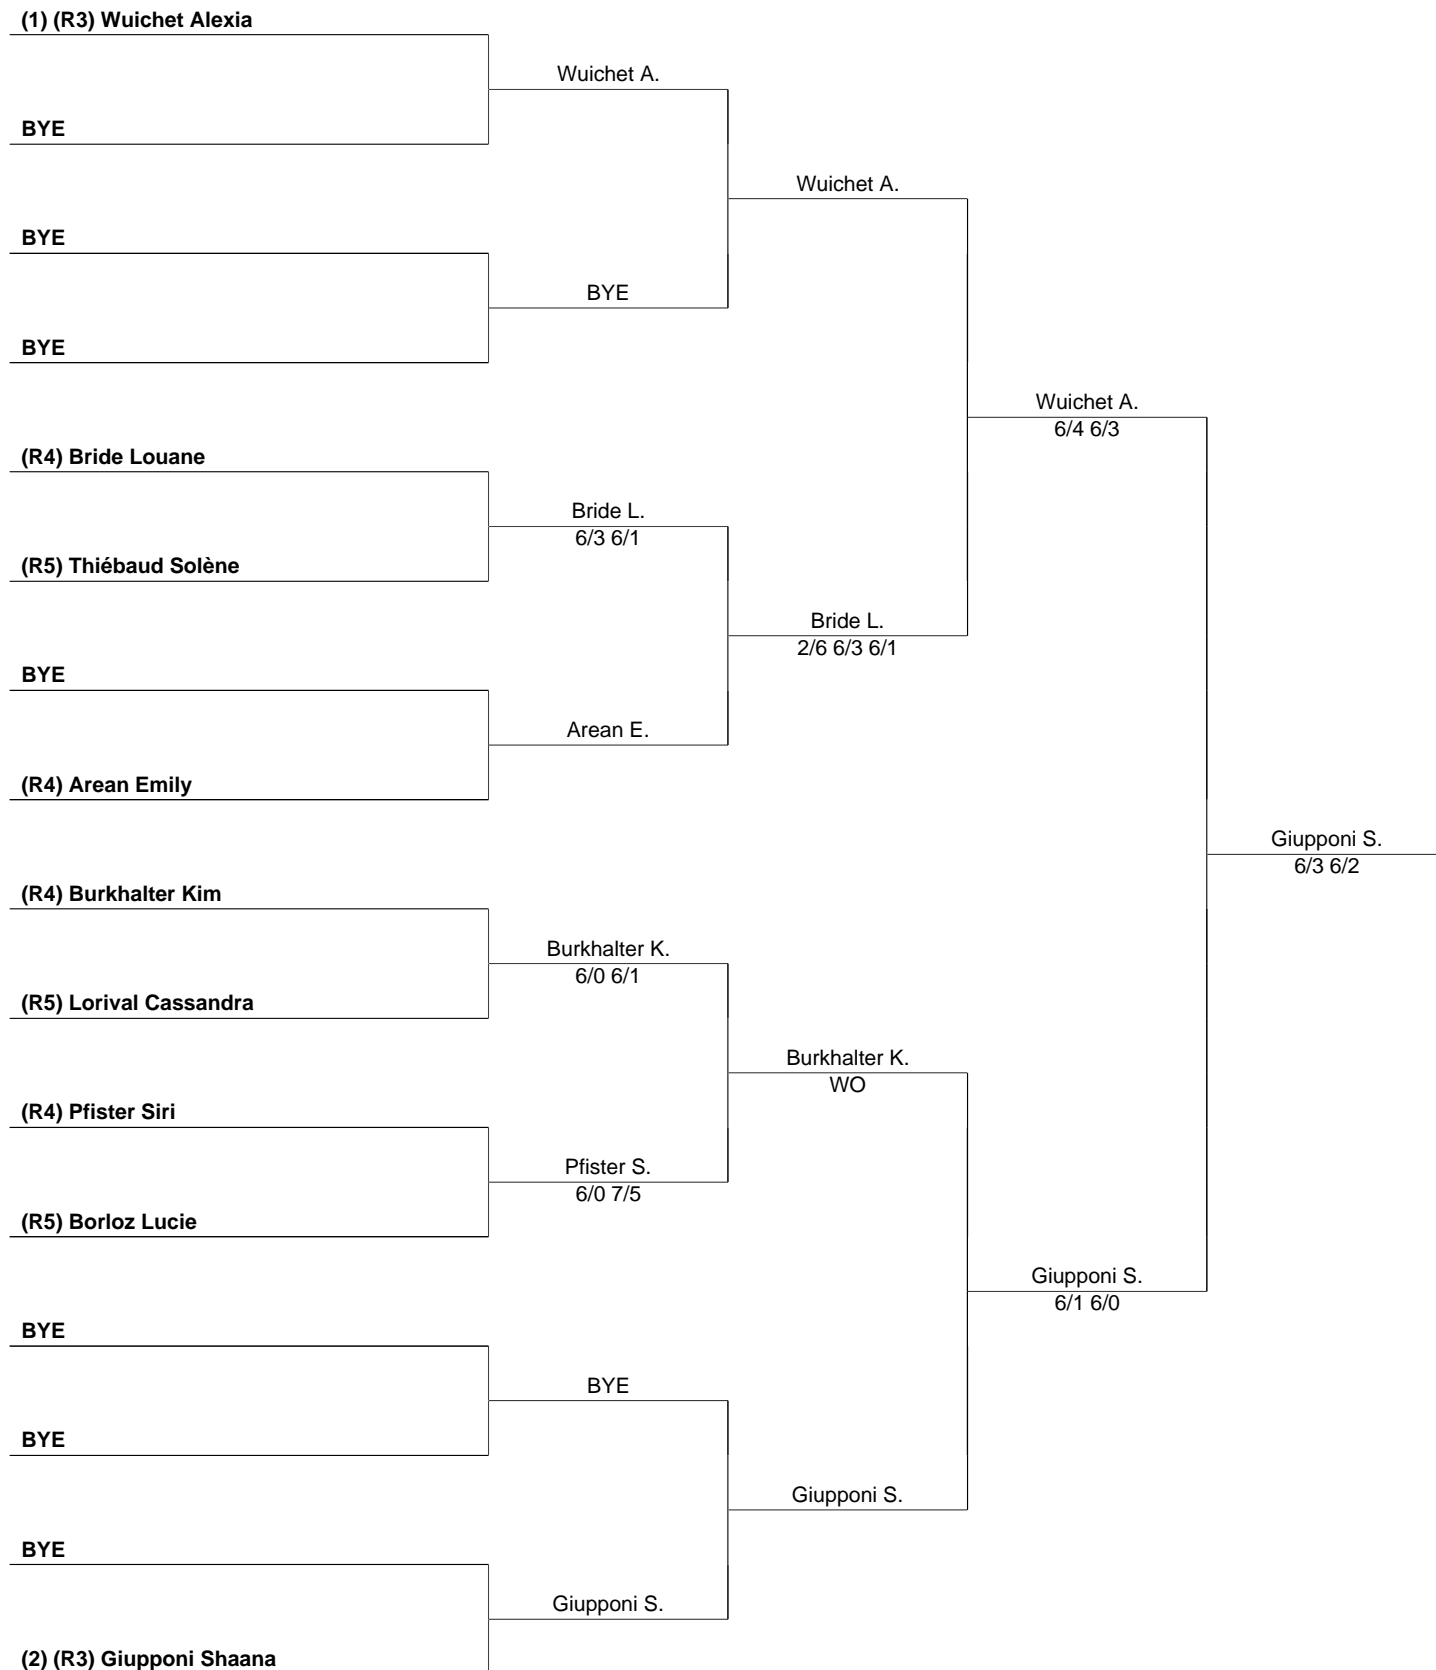 (1) (R3) Wuichet Alexia
Wuichet A.
BYE
Wuichet A.
BYE
BYE
BYE
Wuichet A.
6/4 6/3
(R4) Bride Louane
Bride L.
6/3 6/1
(R5) Thiébaud Solène
Bride L.
2/6 6/3 6/1
BYE
Arean E.
(R4) Arean Emily
Giupponi S.
6/3 6/2
(R4) Burkhalter Kim
Burkhalter K.
6/0 6/1
(R5) Lorival Cassandra
Burkhalter K.
WO
(R4) Pfister Siri
Pfister S.
6/0 7/5
(R5) Borloz Lucie
Giupponi S.
6/1 6/0
BYE
BYE
BYE
Giupponi S.
BYE
Giupponi S.
(2) (R3) Giupponi Shaana